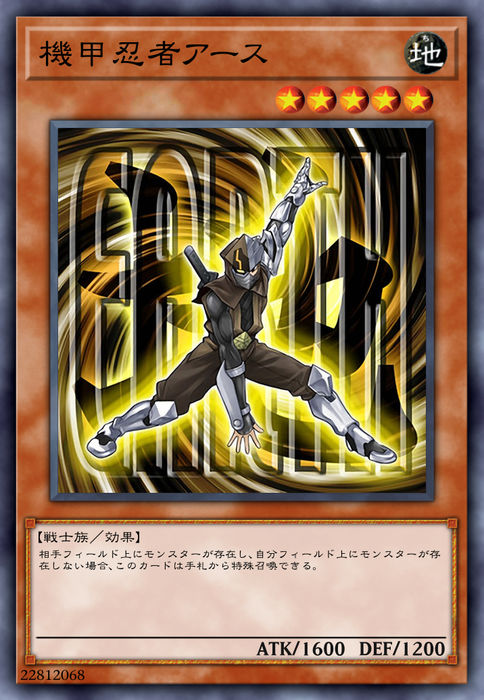 機甲忍者アース
ち
地
EARTH
【戦士族／効果】
相手フィールド上にモンスターが存在し、自分フィールド上にモンスターが存
在しない場合、このカードは手札から特殊召喚できる。
ATK/1600 DEF/1200
22812068